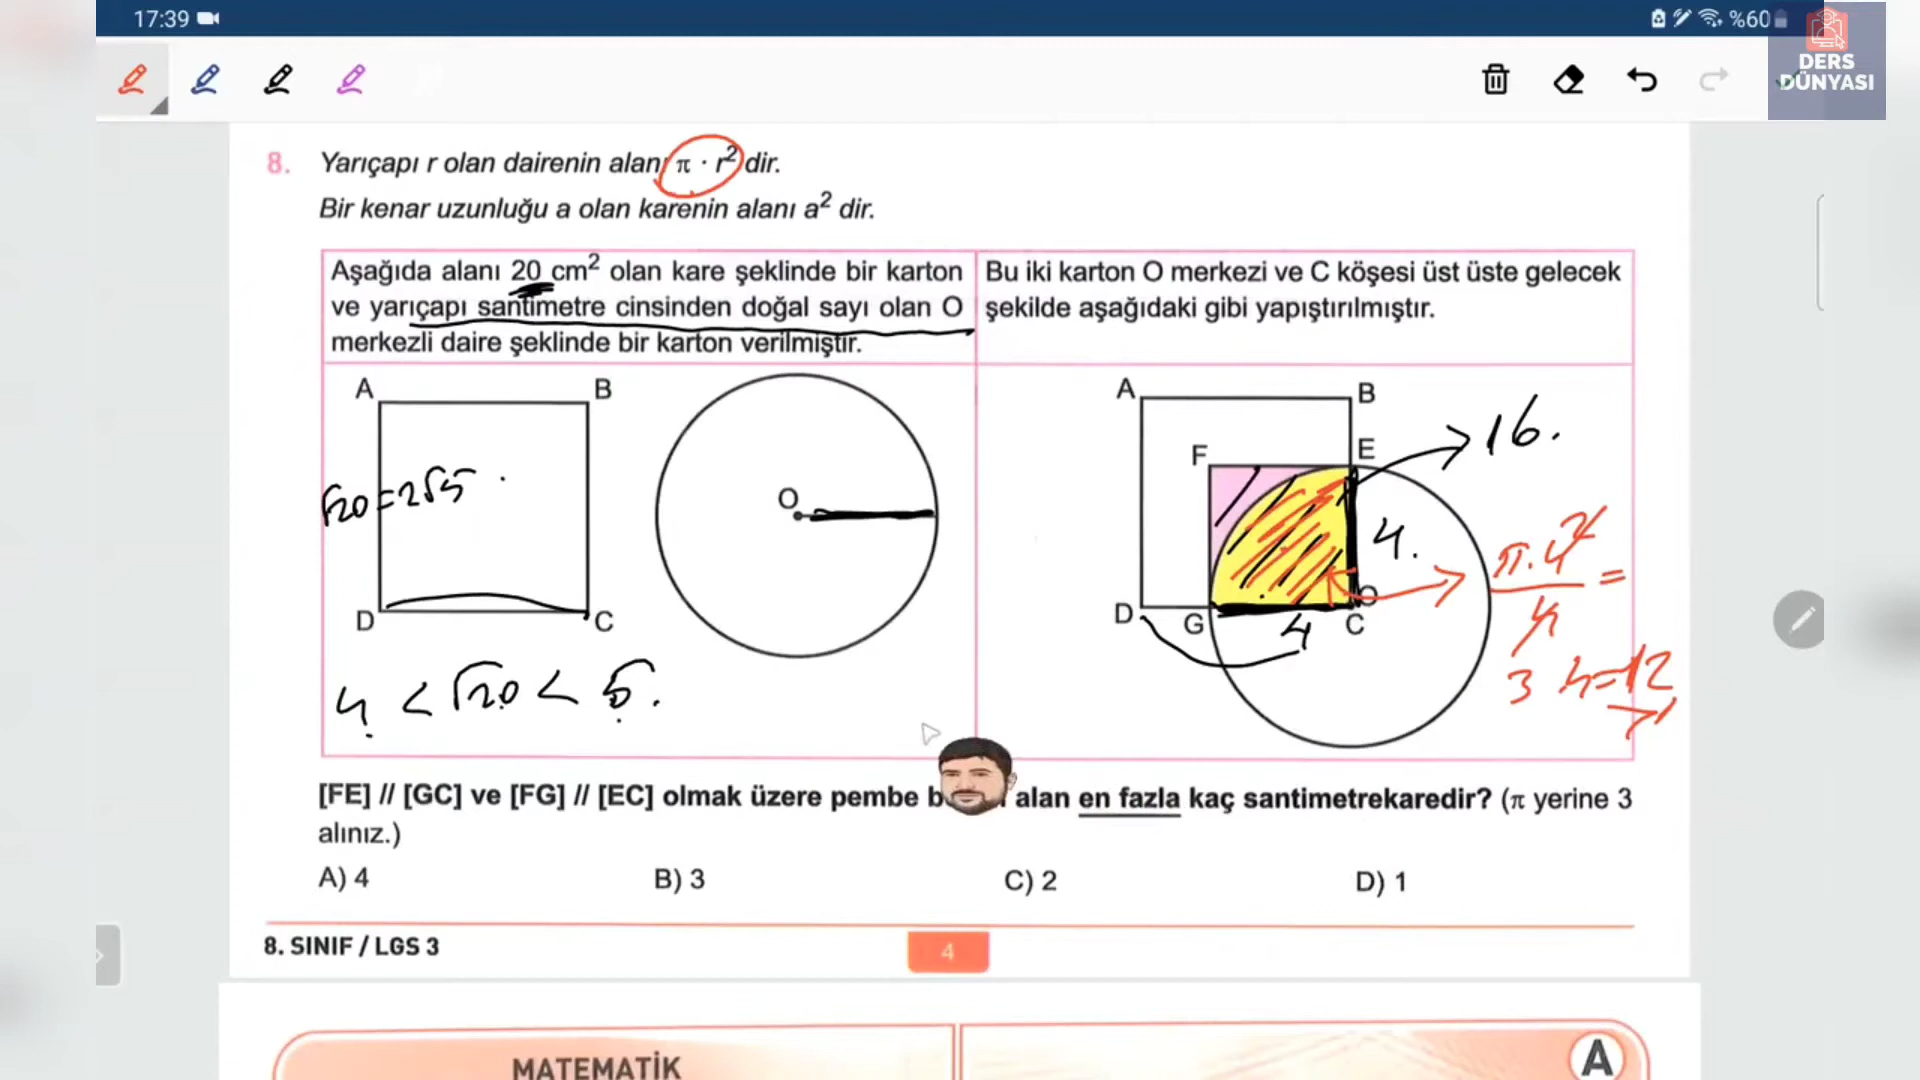 17:39
%60
DERS
DÜNYASI
8. Yarıçapı r olan dairenin alanı π · r² dir.
Bir kenar uzunluğu a olan karenin alanı a² dir.
Aşağıda alanı 20 cm² olan kare şeklinde bir karton
ve yarıçapı santimetre cinsinden doğal sayı olan O
merkezli daire şeklinde bir karton verilmiştir.
Bu iki karton O merkezi ve C köşesi üst üste gelecek
şekilde aşağıdaki gibi yapıştırılmıştır.
A B
√20=2√5
D C
O
4 < √20 < 5.
A B
F E
16.
4.
O
D G C
4
π.4²
4
=
3 4=12
[FE] // [GC] ve [FG] // [EC] olmak üzere pembe alan en fazla kaç santimetrekaredir? (π yerine 3
alınız.)
A) 4 B) 3 C) 2 D) 1
8. SINIF / LGS 3
4
MATEMATİK
A